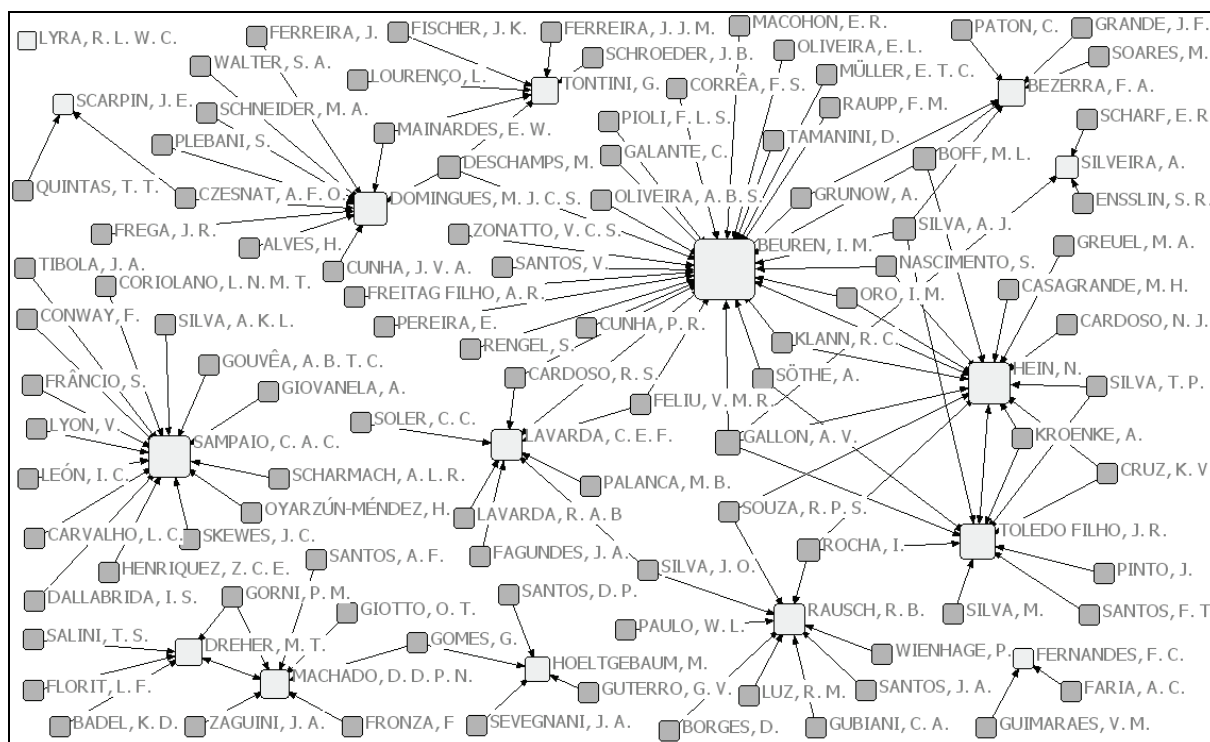 LYRA, R. L. W. C.
FERREIRA, J.
FISCHER, J. K.
FERREIRA, J. J. M.
MACOHON, E. R.
PATON, C.
GRANDE, J. F.
WALTER, S. A.
SCHROEDER, J. B.
OLIVEIRA, E. L.
SOARES, M.
LOURENÇO, L.
TONTINI, G.
CORRÊA, F. S.
MÜLLER, E. T. C.
BEZERRA, F. A.
SCARPIN, J. E.
SCHNEIDER, M. A.
RAUPP, F. M.
PIOLI, F. L. S.
SCHARF, E. R
MAINARDES, E. W.
TAMANINI, D.
PLEBANI, S.
GALANTE, C.
BOFF, M. L.
DESCHAMPS, M.
SILVEIRA, A.
QUINTAS, T. T.
CZESNAT, A. F. O.
DOMINGUES, M. J. C. S.
OLIVEIRA, A. B. S.
GRUNOW, A.
ENSSLIN, S. R.
FREGA, J. R.
ZONATTO, V. C. S.
SILVA, A. J.
ALVES, H.
BEUREN, I. M.
GREUEL, M. A.
TIBOLA, J. A.
CUNHA, J. V. A.
SANTOS, V
NASCIMENTO, S.
CORIOLANO, L. N. M. T.
FREITAG FILHO, A. R.
ORO, I. M.
CASAGRANDE, M. H.
CONWAY, F.
SILVA, A. K. L.
PEREIRA, E.
CUNHA, P. R.
CARDOSO, N. J.
RENGEL, S.
KLANN, R. C.
GOUVÊA, A. B. T. C.
CARDOSO, R. S.
HEIN, N.
FRÂNCIO, S.
GIOVANELA, A.
SÖTHE, A.
SILVA, T. P.
FELIU, V. M. R.
LYON, V.
SOLER, C. C.
SAMPAIO, C. A. C.
LAVARDA, C. E. F.
GALLON, A. V.
KROENKE, A.
LEÓN, I. C.
SCHARMACH, A. L. R.
CRUZ, K. V
PALANCA, M. B.
OYARZÚN-MÉNDEZ, H.
LAVARDA, R. A. B
SOUZA, R. P. S.
CARVALHO, L. C.
SKEWES, J. C.
TOLEDO FILHO, J. R.
SANTOS, A. F.
FAGUNDES, J. A.
ROCHA, I.
HENRIQUEZ, Z. C. E.
SILVA, J. O.
PINTO, J.
DALLABRIDA, I. S.
GORNI, P. M.
SANTOS, D. P.
GIOTTO, O. T.
RAUSCH, R. B.
SILVA, M.
SANTOS, F. T
SALINI, T. S.
DREHER, M. T.
GOMES, G.
PAULO, W. L.
WIENHAGE, P.
FERNANDES, F. C.
HOELTGEBAUM, M.
MACHADO, D. D. P. N.
FLORIT, L. F.
GUTERRO, G. V.
LUZ, R. M.
SANTOS, J. A.
FARIA, A. C.
BADEL, K. D.
ZAGUINI, J. A.
FRONZA, F
SEVEGNANI, J. A.
BORGES, D.
GUBIANI, C. A.
GUIMARAES, V. M.